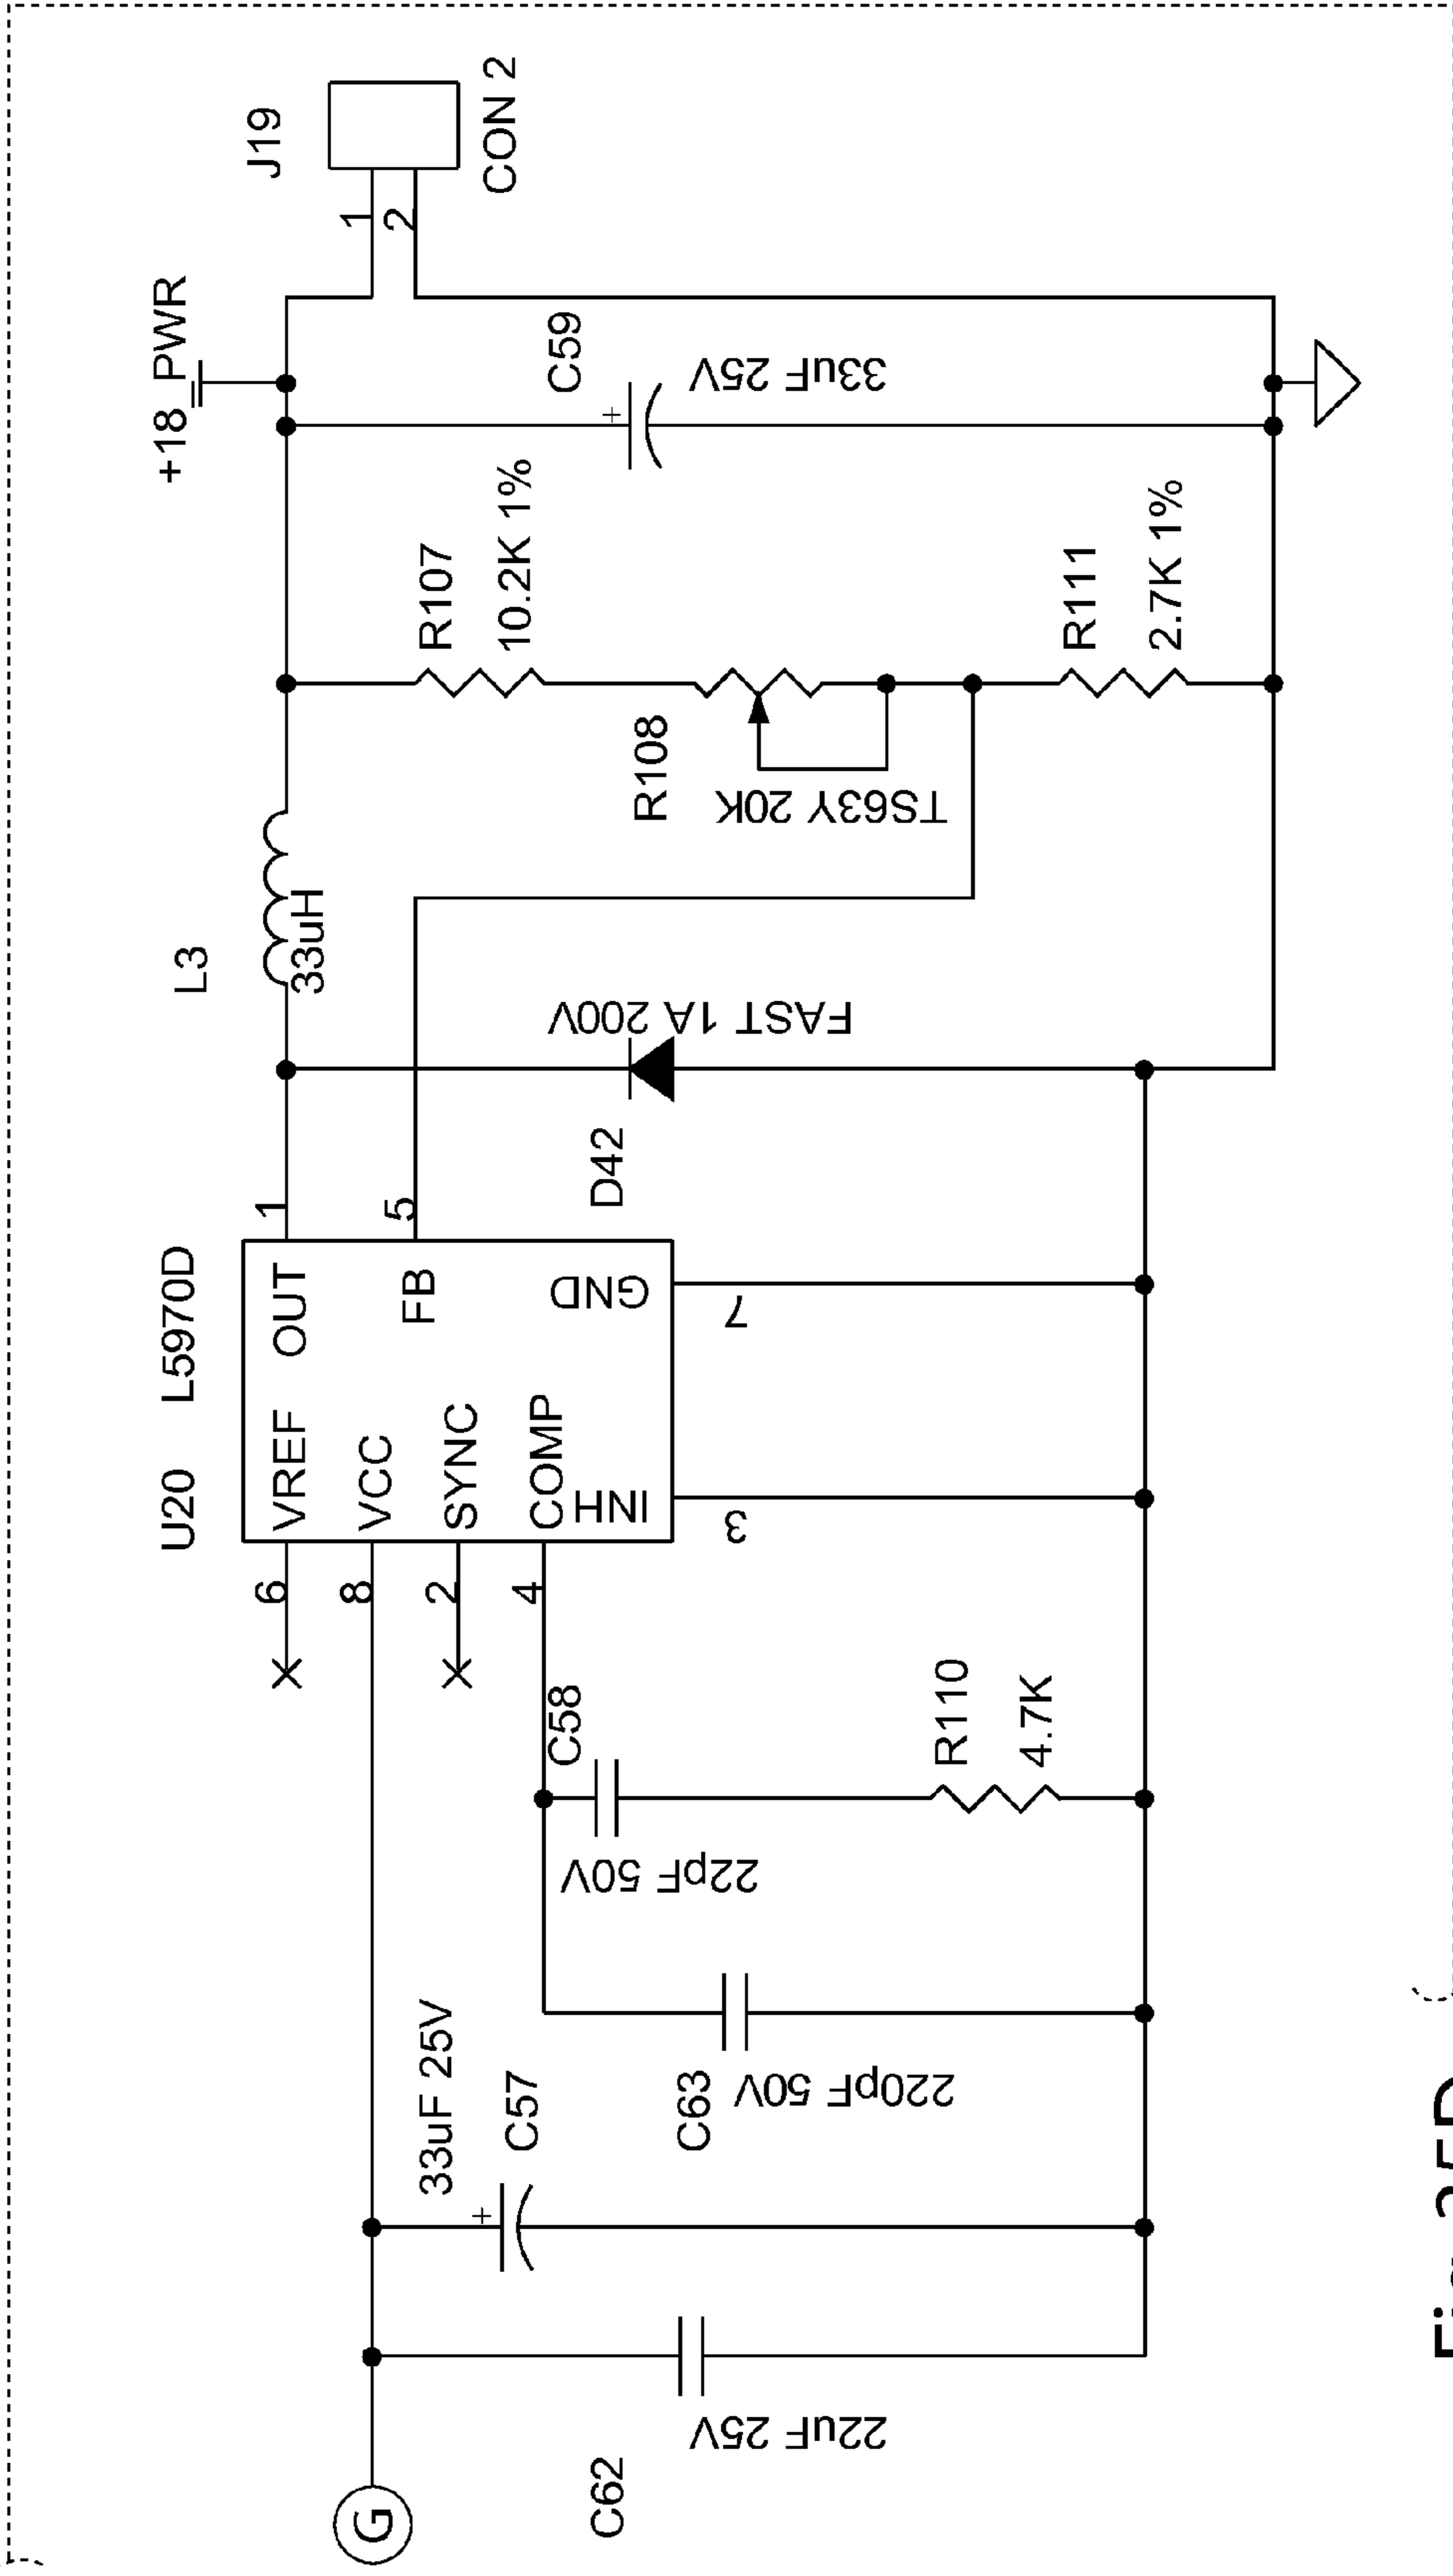 +18_PWR
J19
1
2
CON 2
L3
33uH
R107
10.2K 1%
C59
+
33uF 25V
R108
TS63Y 20K
R111
2.7K 1%
U20 L5970D
1
5
OUT
FB
GND
7
VREF
VCC
SYNC
COMP
INH
3
6
8
2
4
D42
FAST 1A 200V
C58
22pF 50V
R110
4.7K
C63
220pF 50V
33uF 25V
C57
+
C62
22uF 25V
G